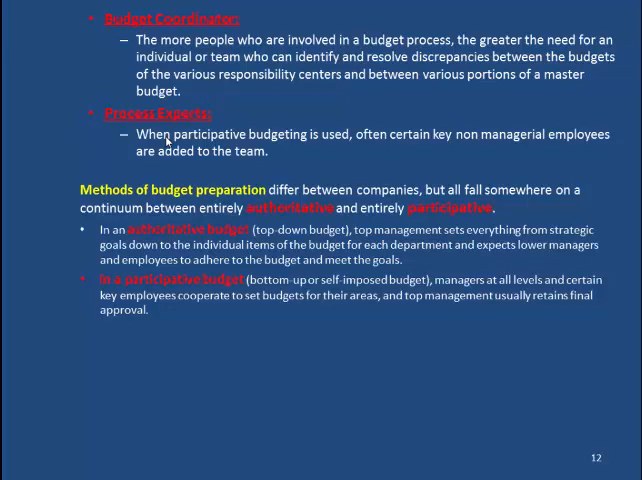 • Budget Coordinator:
– The more people who are involved in a budget process, the greater the need for an
individual or team who can identify and resolve discrepancies between the budgets
of the various responsibility centers and between various portions of a master
budget.
• Process Experts:
– When participative budgeting is used, often certain key non managerial employees
are added to the team.
Methods of budget preparation differ between companies, but all fall somewhere on a
continuum between entirely authoritative and entirely participative.
• In an authoritative budget (top-down budget), top management sets everything from strategic
goals down to the individual items of the budget for each department and expects lower managers
and employees to adhere to the budget and meet the goals.
• In a participative budget (bottom-up or self-imposed budget), managers at all levels and certain
key employees cooperate to set budgets for their areas, and top management usually retains final
approval.
12